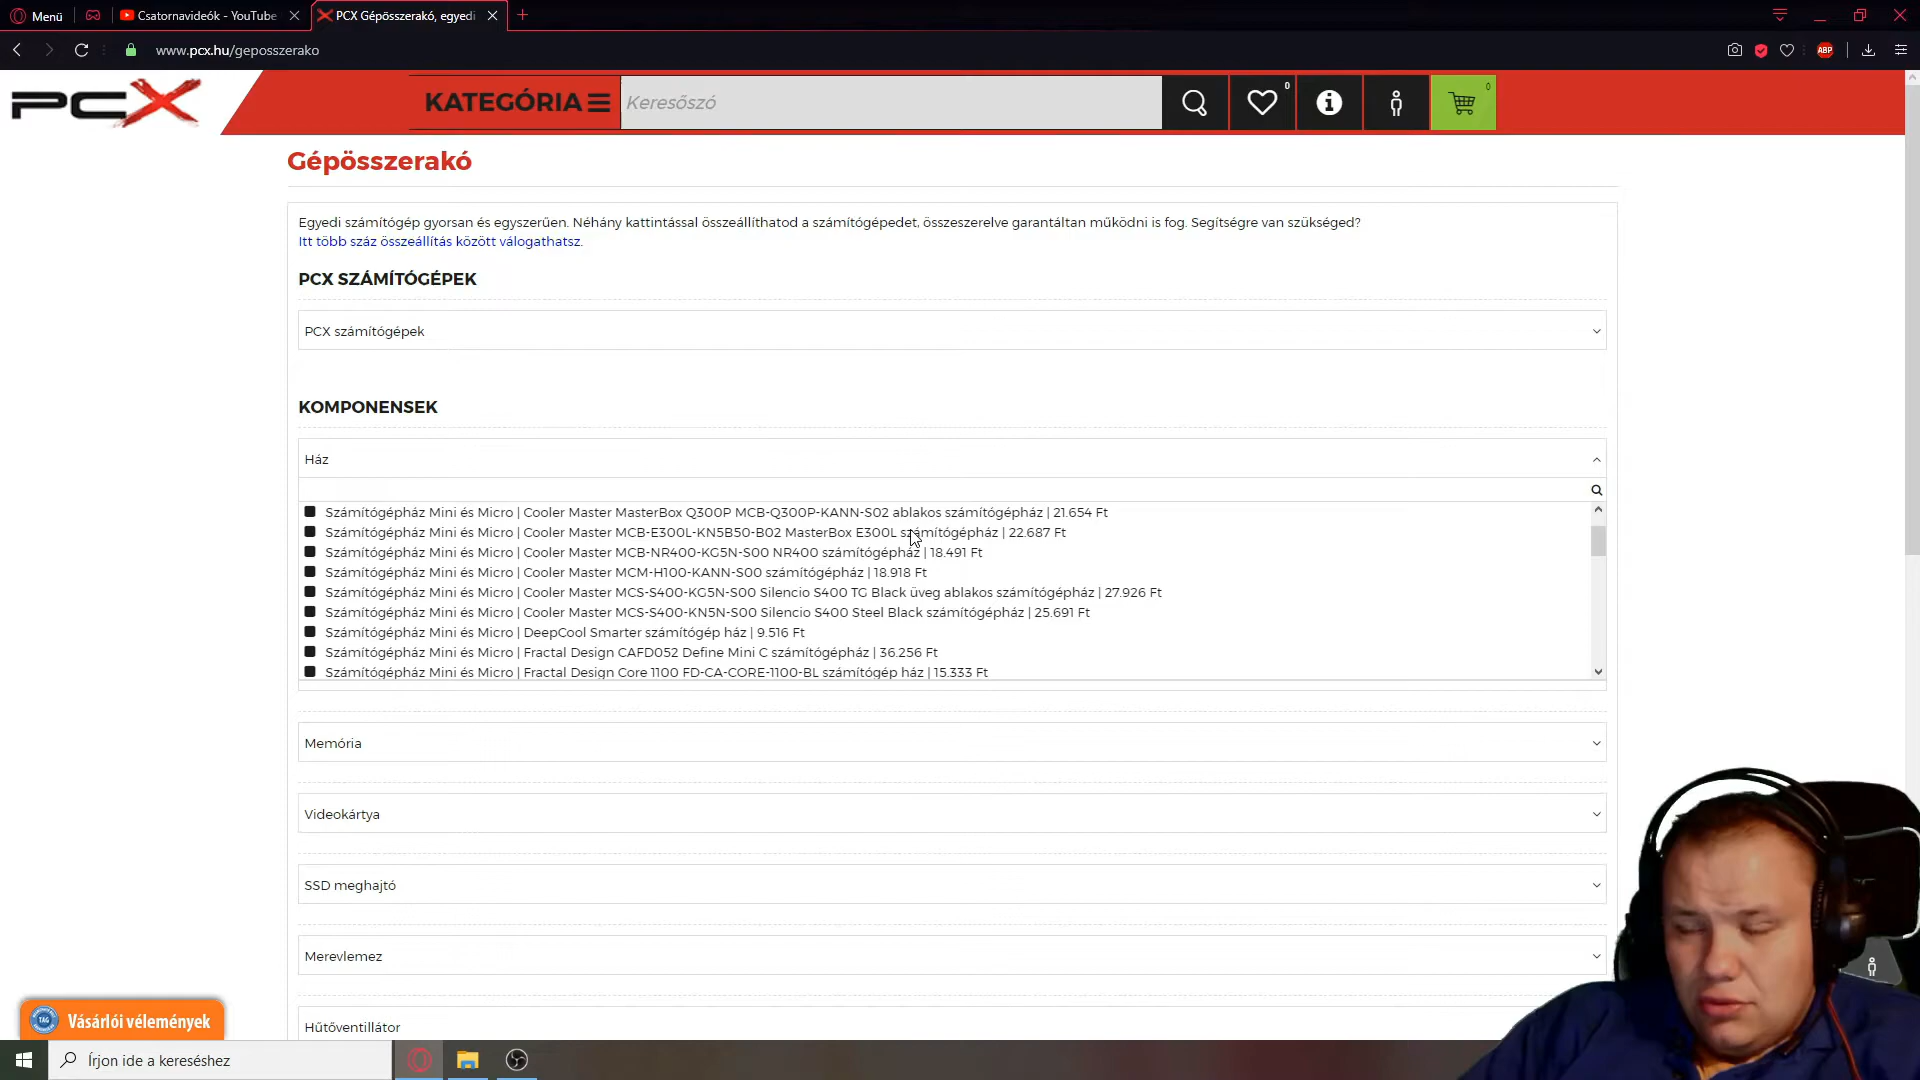 Menü
Csatornavideók - YouTube
PCX Gépösszerakó, egyedi
www.pcx.hu/geposszerako
ABP
PCX
KATEGÓRIA
Keresőszó
0
0
Gépösszerakó
Egyedi számítógép gyorsan és egyszerűen. Néhány kattintással összeállíthatod a számítógépedet, összeszerelve garantáltan működni is fog. Segítségre van szükséged?
Itt több száz összeállítás között válogathatsz.
PCX SZÁMÍTÓGÉPEK
PCX számítógépek
KOMPONENSEK
Ház
Számítógépház Mini és Micro | Cooler Master MasterBox Q300P MCB-Q300P-KANN-S02 ablakos számítógépház | 21.654 Ft
Számítógépház Mini és Micro | Cooler Master MCB-E300L-KN5B50-B02 MasterBox E300L számítógépház | 22.687 Ft
Számítógépház Mini és Micro | Cooler Master MCB-NR400-KG5N-S00 NR400 számítógépház | 18.491 Ft
Számítógépház Mini és Micro | Cooler Master MCM-H100-KANN-S00 számítógépház | 18.918 Ft
Számítógépház Mini és Micro | Cooler Master MCS-S400-KG5N-S00 Silencio S400 TG Black üveg ablakos számítógépház | 27.926 Ft
Számítógépház Mini és Micro | Cooler Master MCS-S400-KN5N-S00 Silencio S400 Steel Black számítógépház | 25.691 Ft
Számítógépház Mini és Micro | DeepCool Smarter számítógép ház | 9.516 Ft
Számítógépház Mini és Micro | Fractal Design CAFD052 Define Mini C számítógépház | 36.256 Ft
Számítógépház Mini és Micro | Fractal Design Core 1100 FD-CA-CORE-1100-BL számítógép ház | 15.333 Ft
Memória
Videokártya
SSD meghajtó
Merevlemez
Hűtőventillátor
Vásárlói vélemények
Írjon ide a kereséshez